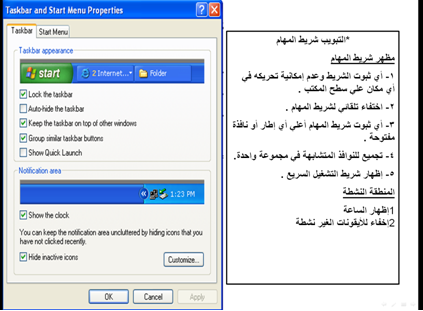 Taskbar and Start Menu Properties
Taskbar
Start Menu
Taskbar appearance
start
2 Internet...
Folder
Lock the taskbar
Auto-hide the taskbar
Keep the taskbar on top of other windows
Group similar taskbar buttons
Show Quick Launch
Notification area
1:23 PM
Show the clock
You can keep the notification area uncluttered by hiding icons that you
have not clicked recently.
Hide inactive icons
Customize...
OK
Cancel
Apply
*التبويب شريط المهام
مظهر شريط المهام
١- أي ثبوت الشريط وعدم إمكانية تحريكه في
أي مكان علي سطح المكتب .
٢- اختفاء تلقائي لشريط المهام .
٣- أي ثبوت شريط المهام أعلي أي إطار أو نافذة
مفتوحة .
٤- تجميع للنوافذ المتشابهة في مجموعة واحدة.
٥- إظهار شريط التشغيل السريع .
المنطقة النشطة
1إظهار الساعة
2إخفاء للأيقونات الغير نشطة